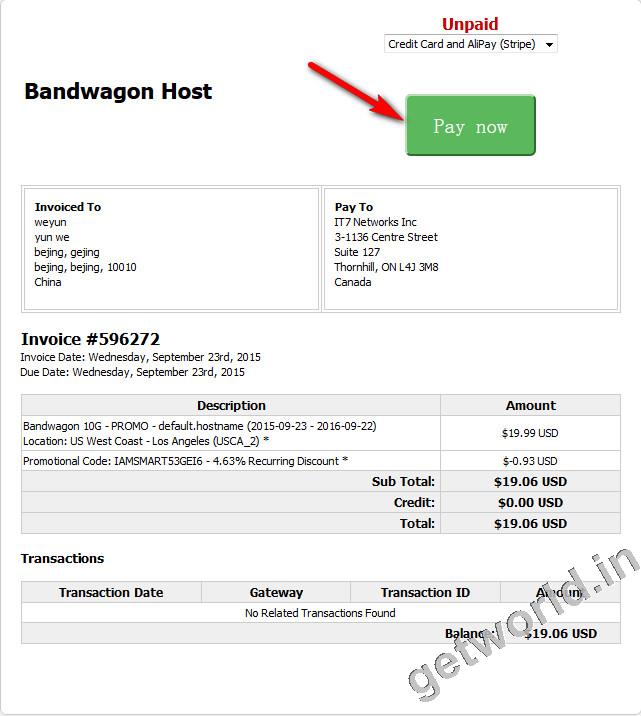 Unpaid
Credit Card and AliPay (Stripe)
Bandwagon Host
Pay now
Invoiced To
weyun
yun we
bejing, gejing
bejing, bejing, 10010
China
Pay To
IT7 Networks Inc
3-1136 Centre Street
Suite 127
Thornhill, ON L4J 3M8
Canada
Invoice #596272
Invoice Date: Wednesday, September 23rd, 2015
Due Date: Wednesday, September 23rd, 2015
Description Amount
Bandwagon 10G - PROMO - default.hostname (2015-09-23 - 2016-09-22)
Location: US West Coast - Los Angeles (USCA_2) * $19.99 USD
Promotional Code: IAMSMART53GEI6 - 4.63% Recurring Discount * $-0.93 USD
Sub Total: $19.06 USD
Credit: $0.00 USD
Total: $19.06 USD
Transactions
Transaction Date Gateway Transaction ID Amount
No Related Transactions Found
Balance: $19.06 USD
getworld.in